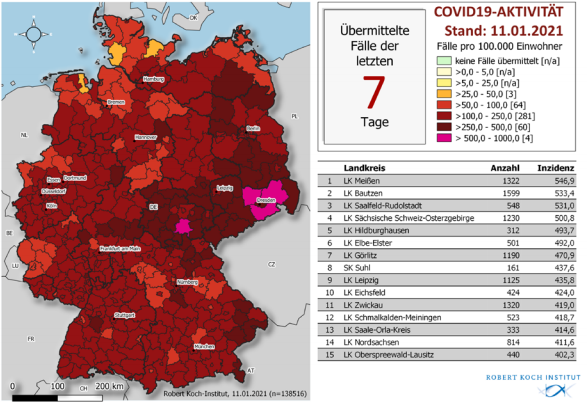 DK
PL
NL
BE
LU
FR
CH
AT
CZ
DE
Hamburg
Bremen
Berlin
Hannover
Essen
Dortmund
Düsseldorf
Köln
Leipzig
Dresden
Frankfurt am Main
Nürnberg
Stuttgart
München
0 100 200 km
Robert Koch-Institut, 11.01.2021 (n=138516)
Übermittelte
Fälle der
letzten
7
Tage
COVID19-AKTIVITÄT
Stand: 11.01.2021
Fälle pro 100.000 Einwohner
keine Fälle übermittelt [n/a]
>0,0 - 5,0 [n/a]
>5,0 - 25,0 [n/a]
>25,0 - 50,0 [3]
>50,0 - 100,0 [64]
>100,0 - 250,0 [281]
>250,0 - 500,0 [60]
> 500,0 - 1000,0 [4]
Landkreis Anzahl Inzidenz
1 LK Meißen 1322 546,9
2 LK Bautzen 1599 533,4
3 LK Saalfeld-Rudolstadt 548 531,0
4 LK Sächsische Schweiz-Osterzgebirge 1230 500,8
5 LK Hildburghausen 312 493,7
6 LK Elbe-Elster 501 492,0
7 LK Görlitz 1190 470,9
8 SK Suhl 161 437,6
9 LK Leipzig 1125 435,8
10 LK Eichsfeld 424 424,0
11 LK Zwickau 1320 419,0
12 LK Schmalkalden-Meiningen 523 418,7
13 LK Saale-Orla-Kreis 333 414,6
14 LK Nordsachsen 814 411,6
15 LK Oberspreewald-Lausitz 440 402,3
ROBERT KOCH INSTITUT